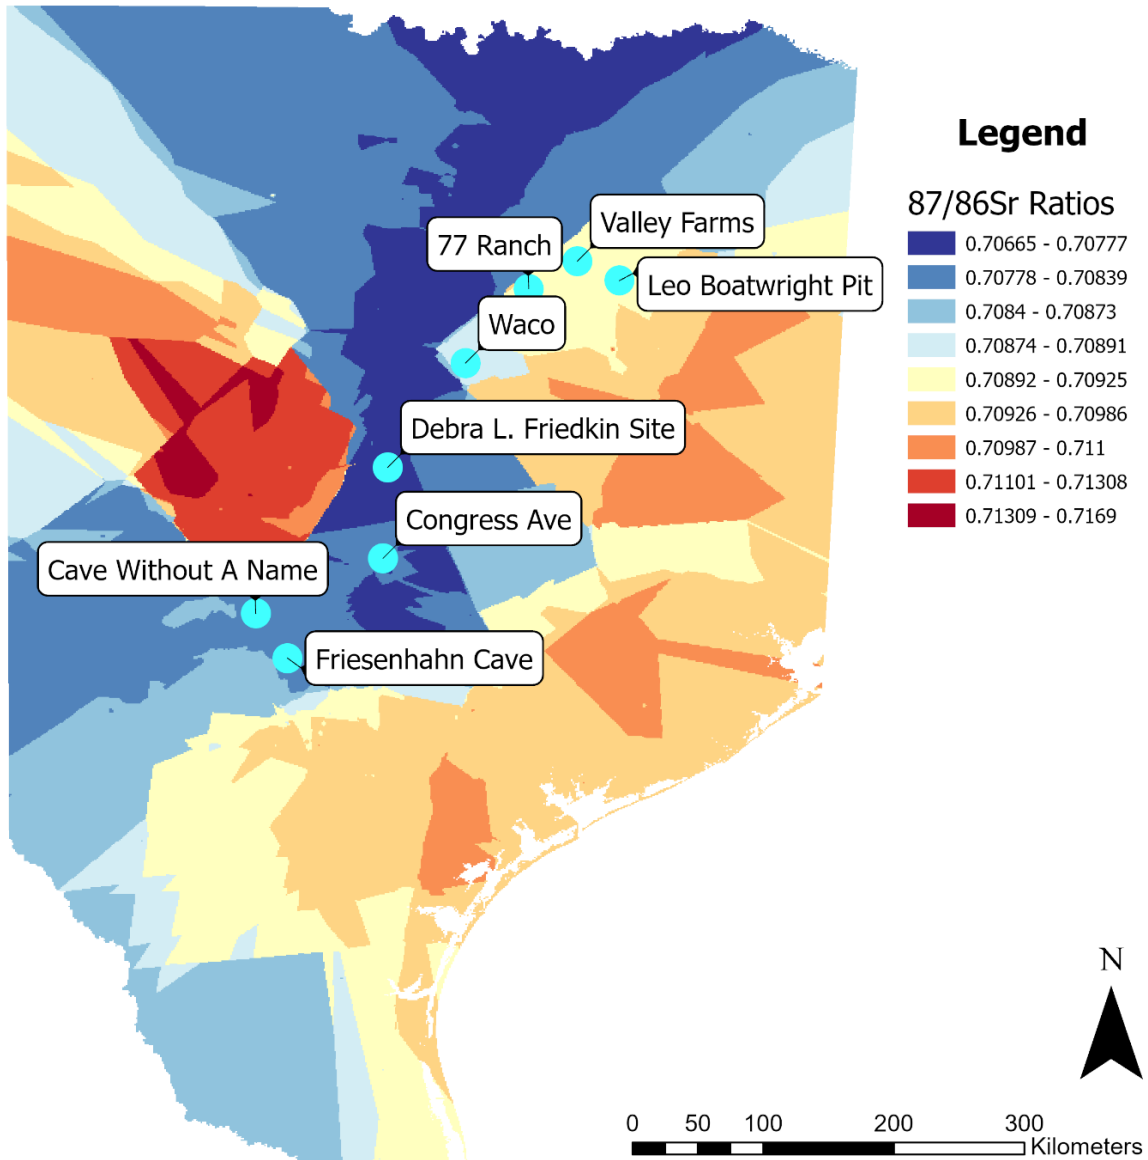 Legend
87/86Sr Ratios
0.70665 - 0.70777
0.70778 - 0.70839
0.7084 - 0.70873
0.70874 - 0.70891
0.70892 - 0.70925
0.70926 - 0.70986
0.70987 - 0.711
0.71101 - 0.71308
0.71309 - 0.7169
Valley Farms
77 Ranch
Leo Boatwright Pit
Waco
Debra L. Friedkin Site
Congress Ave
Cave Without A Name
Friesenhahn Cave
N
0 50 100 200 300
Kilometers